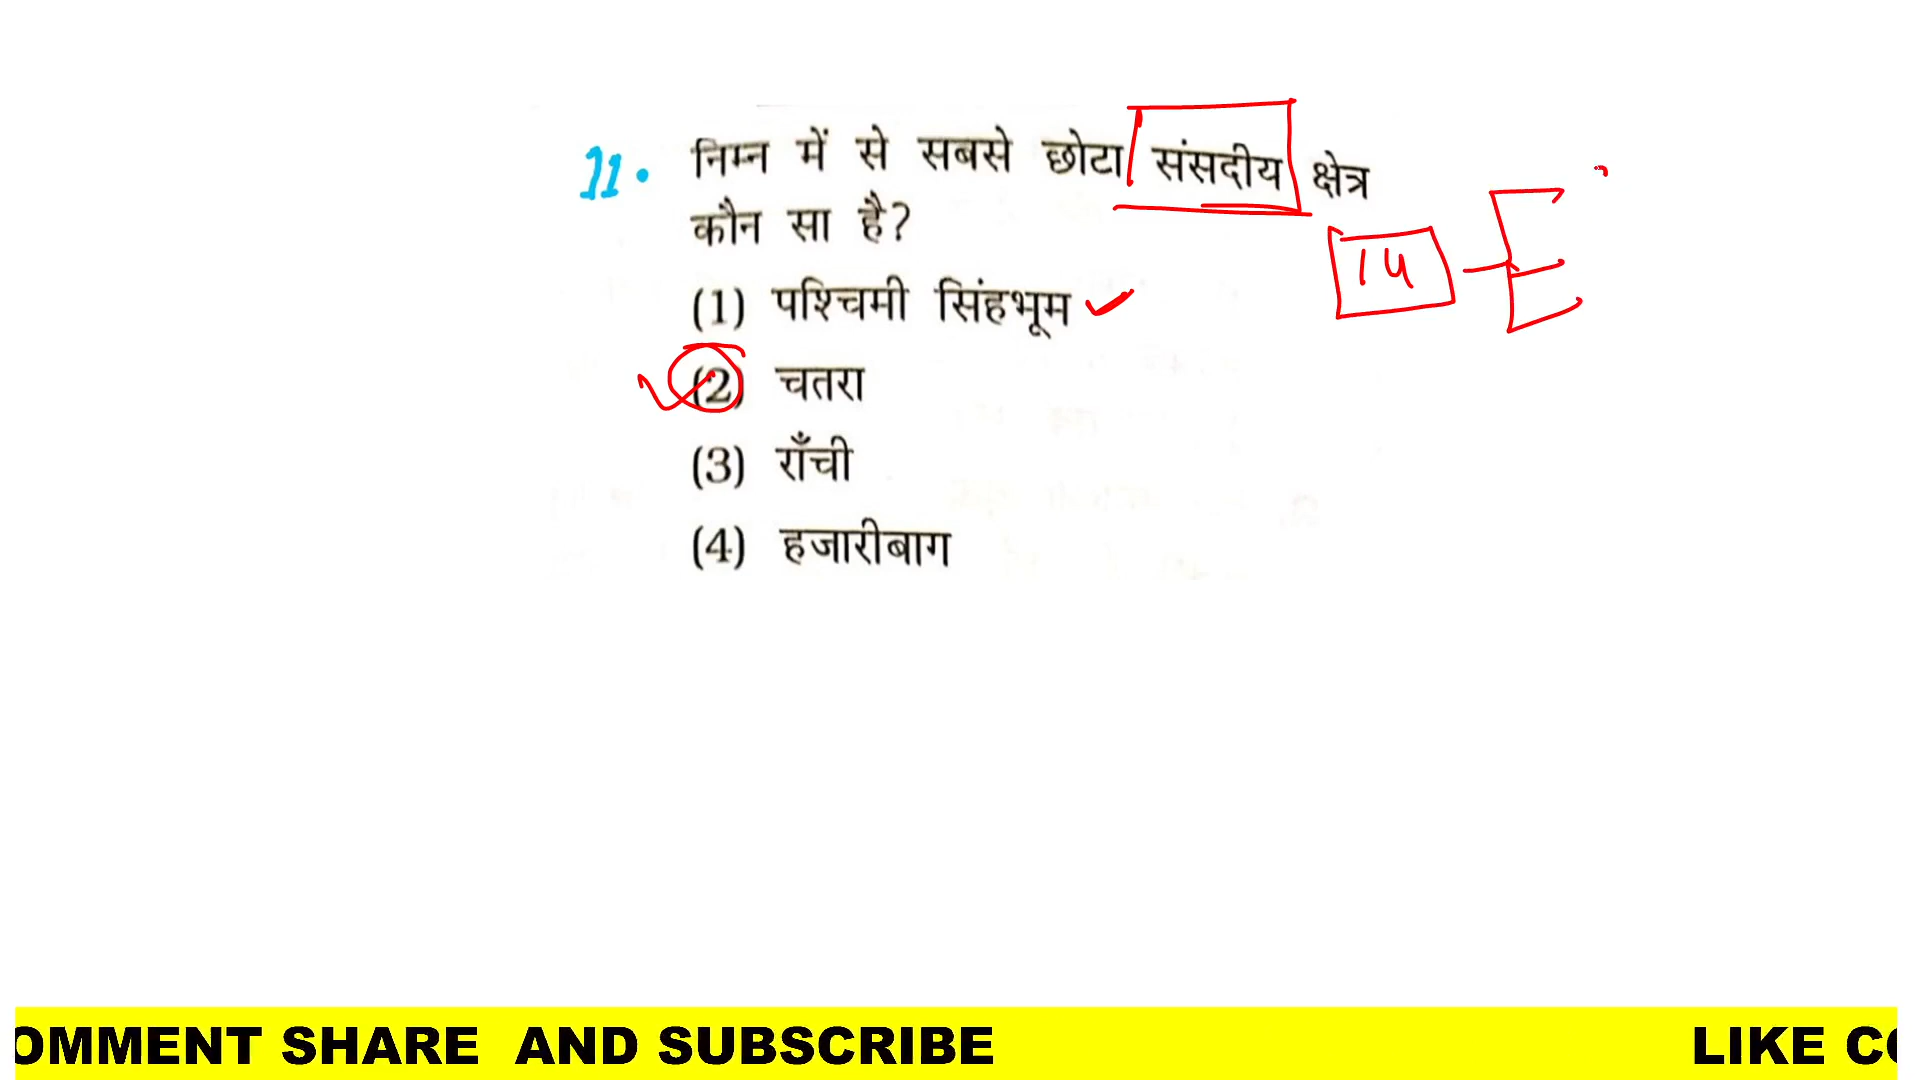 11. निम्न में से सबसे छोटा संसदीय क्षेत्र
कौन सा है?
14
(1) पश्चिमी सिंहभूम
(2) चतरा
(3) राँची
(4) हजारीबाग
OMMENT SHARE AND SUBSCRIBE LIKE CO